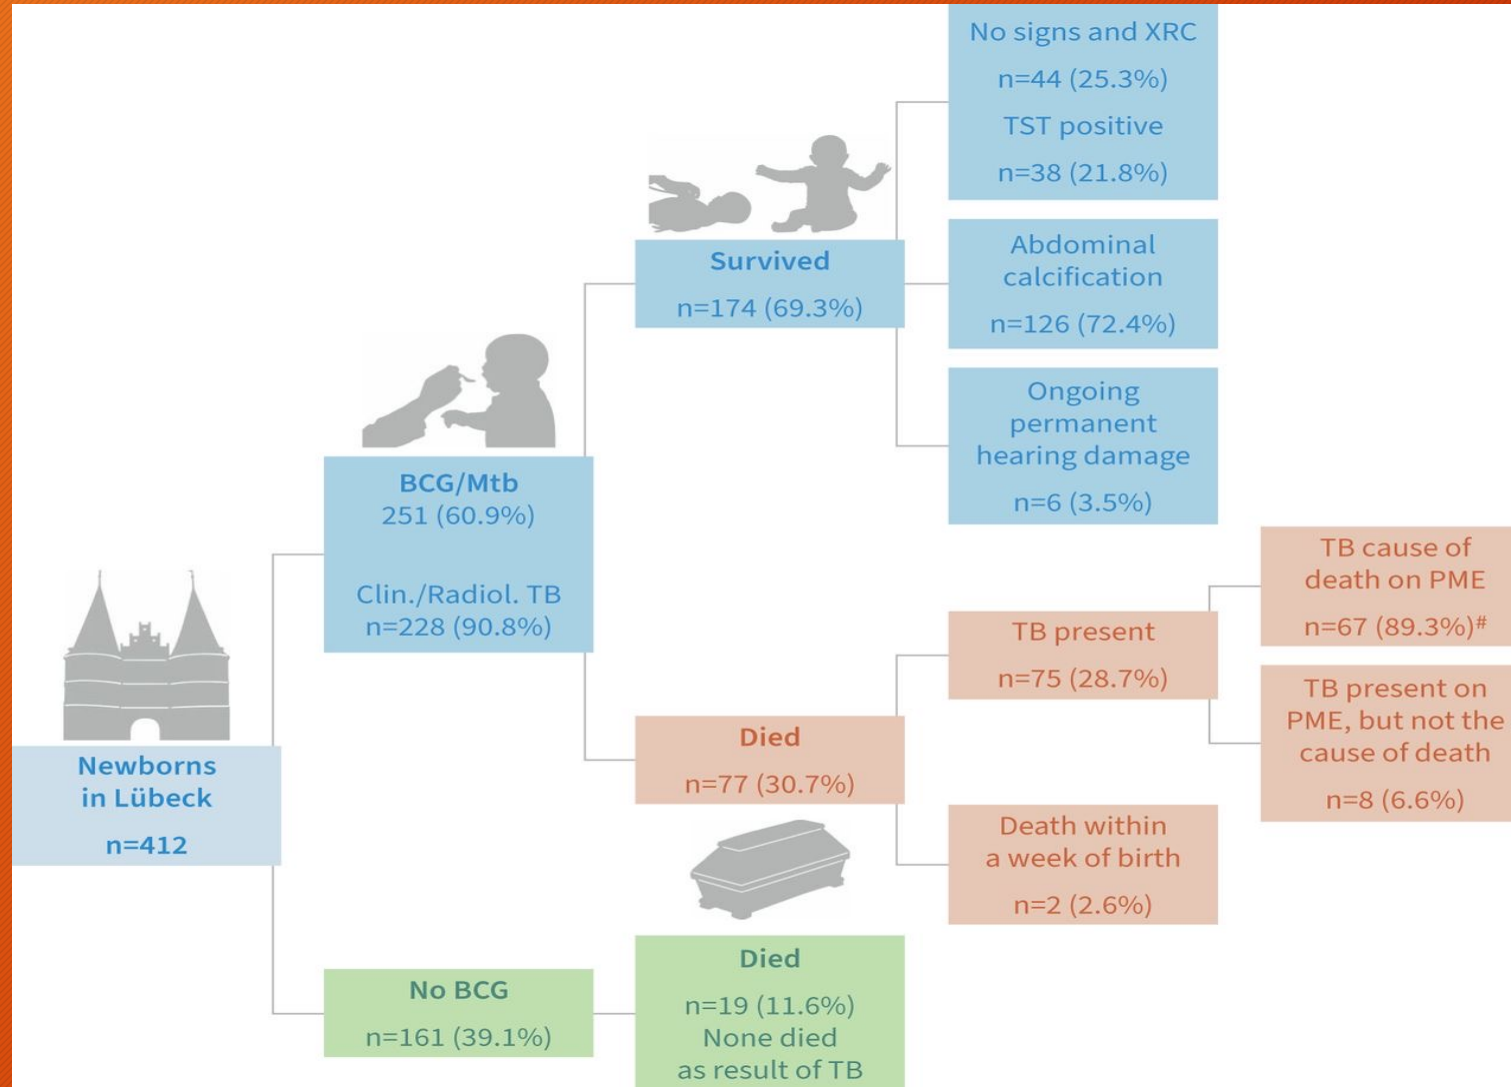 Newborns
in Lübeck
n=412
BCG/Mtb
251 (60.9%)
Clin./Radiol. TB
n=228 (90.8%)
No BCG
n=161 (39.1%)
Survived
n=174 (69.3%)
Died
n=77 (30.7%)
Died
n=19 (11.6%)
None died
as result of TB
No signs and XRC
n=44 (25.3%)
TST positive
n=38 (21.8%)
Abdominal
calcification
n=126 (72.4%)
Ongoing
permanent
hearing damage
n=6 (3.5%)
TB present
n=75 (28.7%)
Death within
a week of birth
n=2 (2.6%)
TB cause of
death on PME
n=67 (89.3%)#
TB present on
PME, but not the
cause of death
n=8 (6.6%)